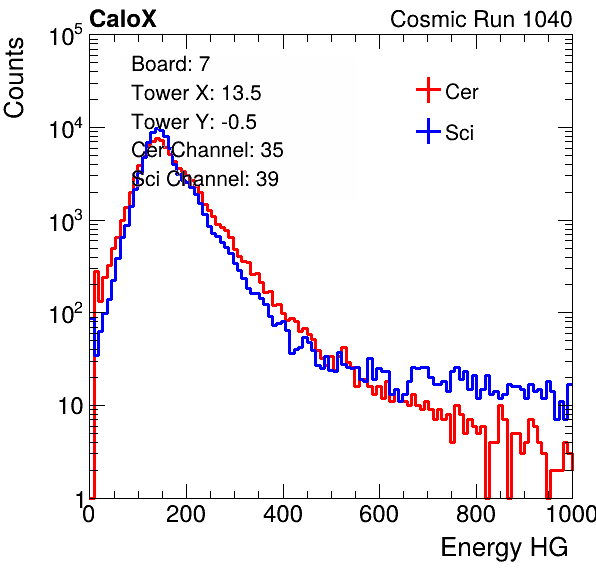 CaloX Cosmic Run 1040
Counts
10^5
10^4
10^3
10^2
10
1
Board: 7
Tower X: 13.5
Tower Y: -0.5
Cer Channel: 35
Sci Channel: 39
Cer
Sci
0 200 400 600 800 1000
Energy HG